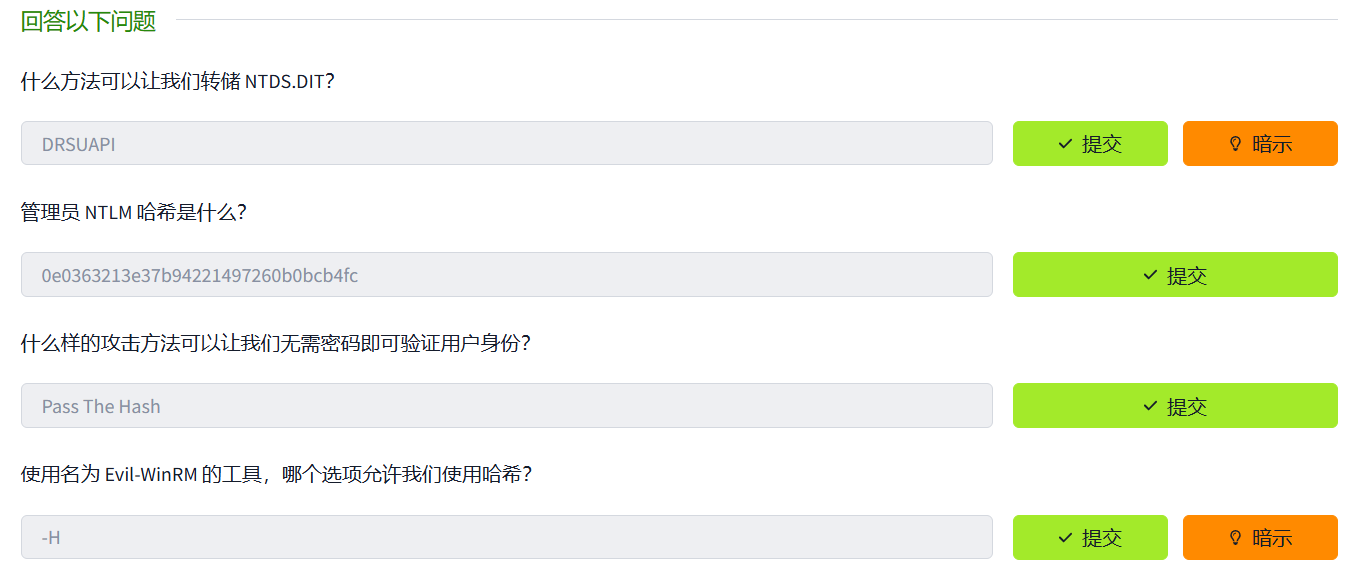 回答以下问题
什么方法可以让我们转储 NTDS.DIT？
DRSUAPI
提交
暗示
管理员 NTLM 哈希是什么？
0e0363213e37b94221497260b0bcb4fc
提交
什么样的攻击方法可以让我们无需密码即可验证用户身份？
Pass The Hash
提交
使用名为 Evil-WinRM 的工具，哪个选项允许我们使用哈希？
-H
提交
暗示